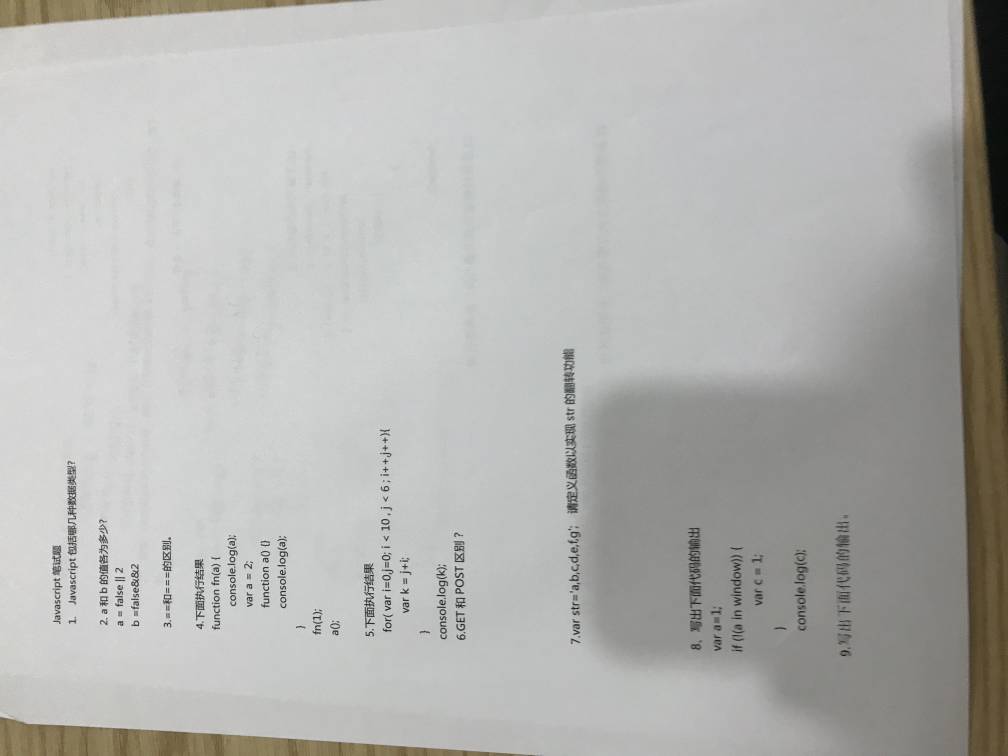 Javascript 笔试题
1. Javascript 包括哪几种数据类型?
2. a 和 b 的值各为多少?
a = false || 2
b =false&&2
3.==和===的区别。
4.下面执行结果
function fn(a) {
console.log(a);
var a = 2;
function a() {}
console.log(a);
}
fn(1);
a();
5.下面执行结果
for( var i=0,j=0; i < 10 , j < 6 ; i++,j++){
var k = j+i;
}
console.log(k);
6.GET 和 POST 区别？
7.var str='a,b,c,d,e,f,g'; 请定义函数以实现 str 的翻转功能
8、写出下面代码的输出
var a=1;
if (!(a in window)) {
var c = 1;
}
console.log(c);
9.写出下面代码的输出。